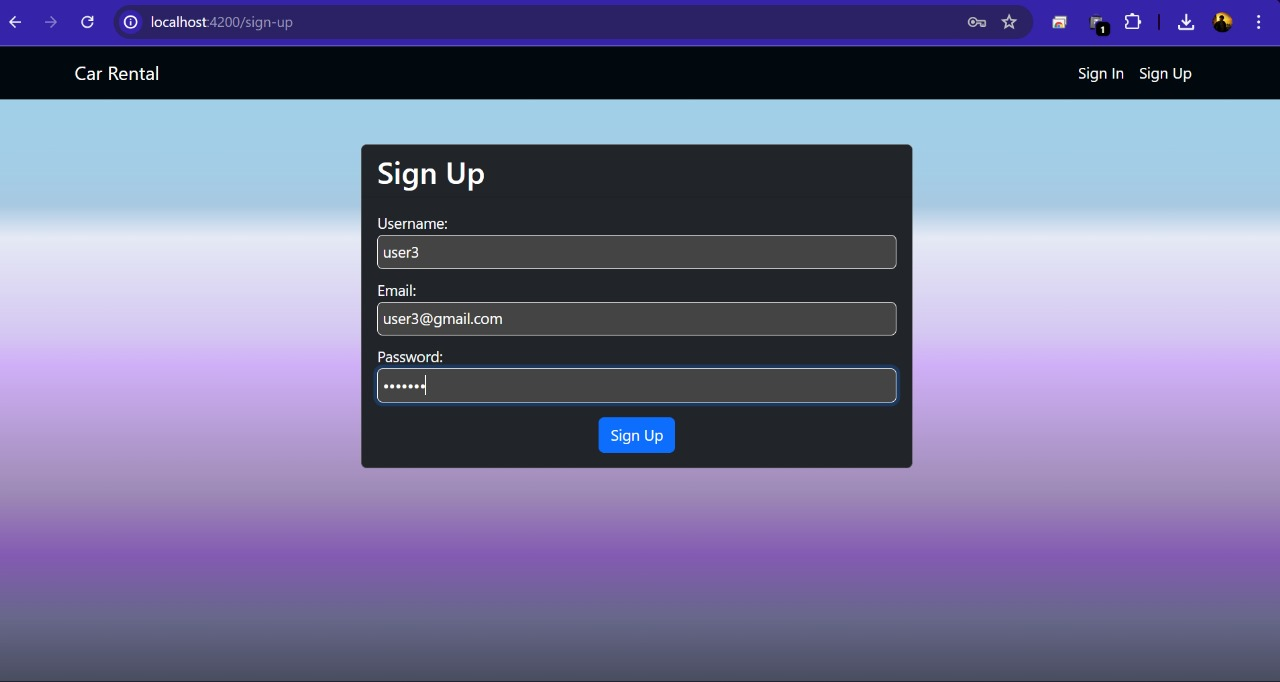 localhost:4200/sign-up
1
Car Rental
Sign In Sign Up
Sign Up
Username:
user3
Email:
user3@gmail.com
Password:
•••••••
Sign Up